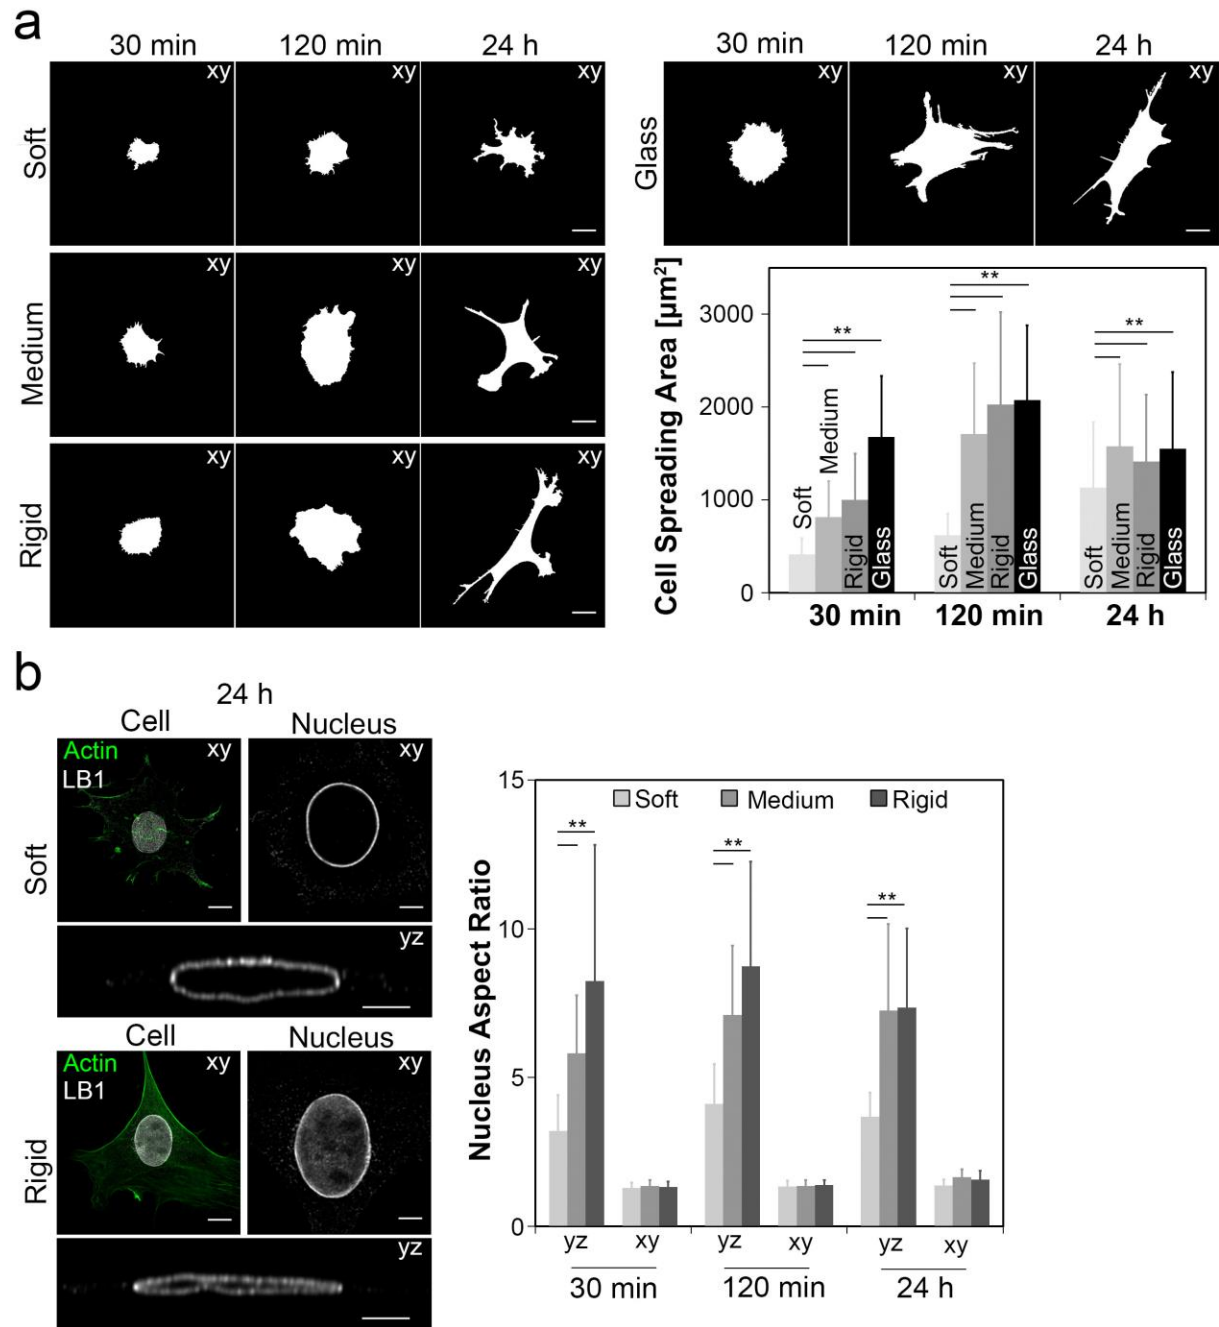 a
30 min 120 min 24 h
Soft
xy xy xy
Medium
xy xy xy
Rigid
xy xy xy
30 min 120 min 24 h
Glass
xy xy xy
Cell Spreading Area [µm²]
3000
2000
1000
0
** ** **
Soft Medium Rigid Glass
Soft Medium Rigid Glass
Soft Medium Rigid Glass
30 min 120 min 24 h
b
24 h
Cell Nucleus
Soft
Actin xy xy
LB1
yz
Cell Nucleus
Rigid
Actin xy xy
LB1
yz
Nucleus Aspect Ratio
15
10
5
0
Soft Medium Rigid
** ** **
yz xy yz xy yz xy
30 min 120 min 24 h